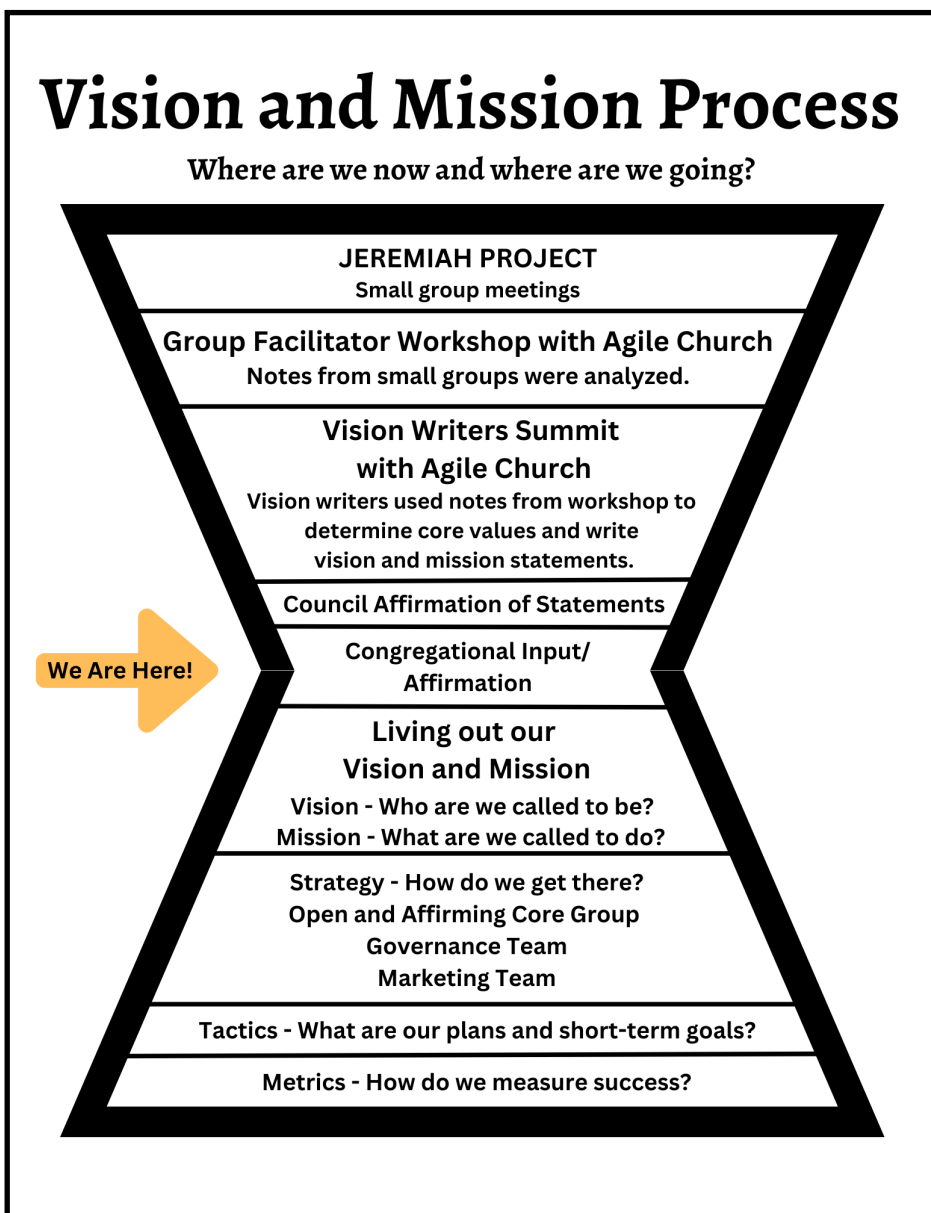 Vision and Mission Process
Where are we now and where are we going?
JEREMIAH PROJECT
Small group meetings
Group Facilitator Workshop with Agile Church
Notes from small groups were analyzed.
Vision Writers Summit
with Agile Church
Vision writers used notes from workshop to
determine core values and write
vision and mission statements.
Council Affirmation of Statements
We Are Here!
Congregational Input/
Affirmation
Living out our
Vision and Mission
Vision - Who are we called to be?
Mission - What are we called to do?
Strategy - How do we get there?
Open and Affirming Core Group
Governance Team
Marketing Team
Tactics - What are our plans and short-term goals?
Metrics - How do we measure success?